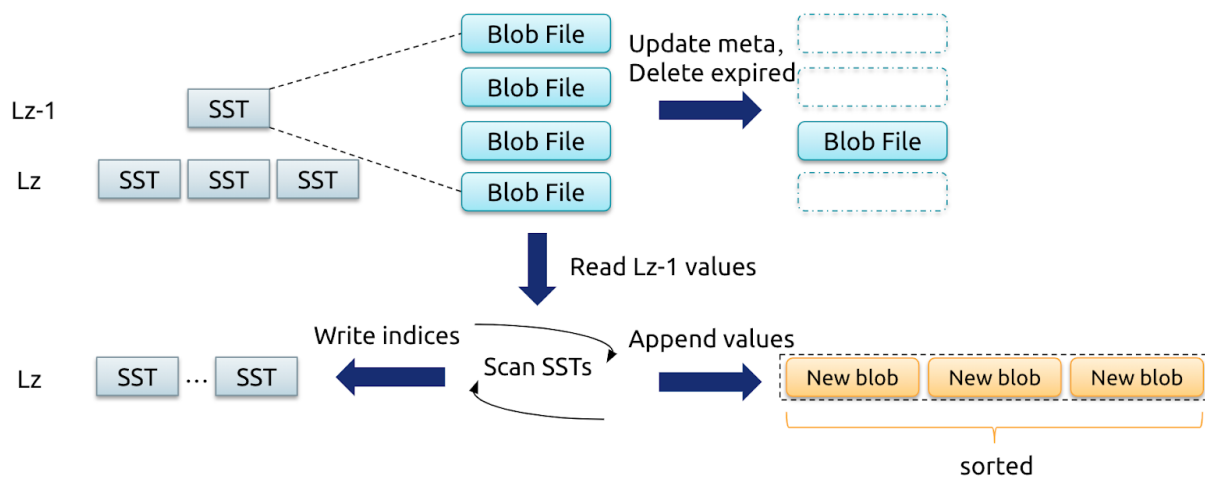 Blob File
Update meta,
Delete expired
Blob File
Lz-1
SST
Blob File
Blob File
Lz
SST
SST
SST
Blob File
Read Lz-1 values
Write indices
Append values
Scan SSTs
Lz
SST
...
SST
New blob
New blob
New blob
sorted